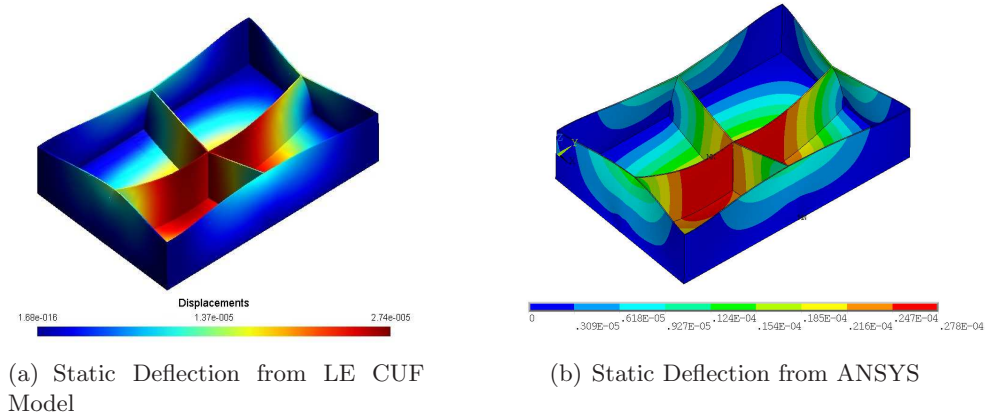 Displacements
1.68e-016 1.37e-005 2.74e-005
Y
0 .309E-05 .618E-05 .927E-05 .124E-04 .154E-04 .185E-04 .216E-04 .247E-04 .278E-04
(a) Static Deflection from LE CUF
Model
(b) Static Deflection from ANSYS